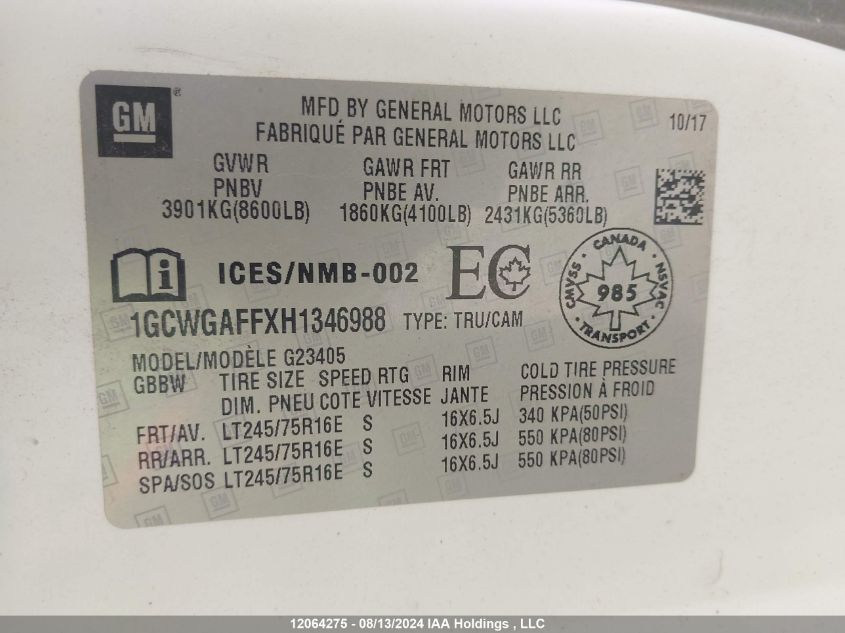 GM ®
MFD BY GENERAL MOTORS LLC
FABRIQUÉ PAR GENERAL MOTORS LLC
10/17
GVWR GAWR FRT GAWR RR
PNBV PNBE AV. PNBE ARR.
3901KG(8600LB) 1860KG(4100LB) 2431KG(5360LB)
i ICES/NMB-002 EC
CANADA
CMVSS 985 NSVAC
TRANSPORT
1GCWGAFFXH1346988 TYPE: TRU/CAM
MODEL/MODÈLE G23405
GBBW TIRE SIZE SPEED RTG RIM COLD TIRE PRESSURE
DIM. PNEU COTE VITESSE JANTE PRESSION À FROID
FRT/AV. LT245/75R16E S 16X6.5J 340 KPA(50PSI)
RR/ARR. LT245/75R16E S 16X6.5J 550 KPA(80PSI)
SPA/SOS LT245/75R16E S 16X6.5J 550 KPA(80PSI)
12064275 - 08/13/2024 IAA Holdings , LLC